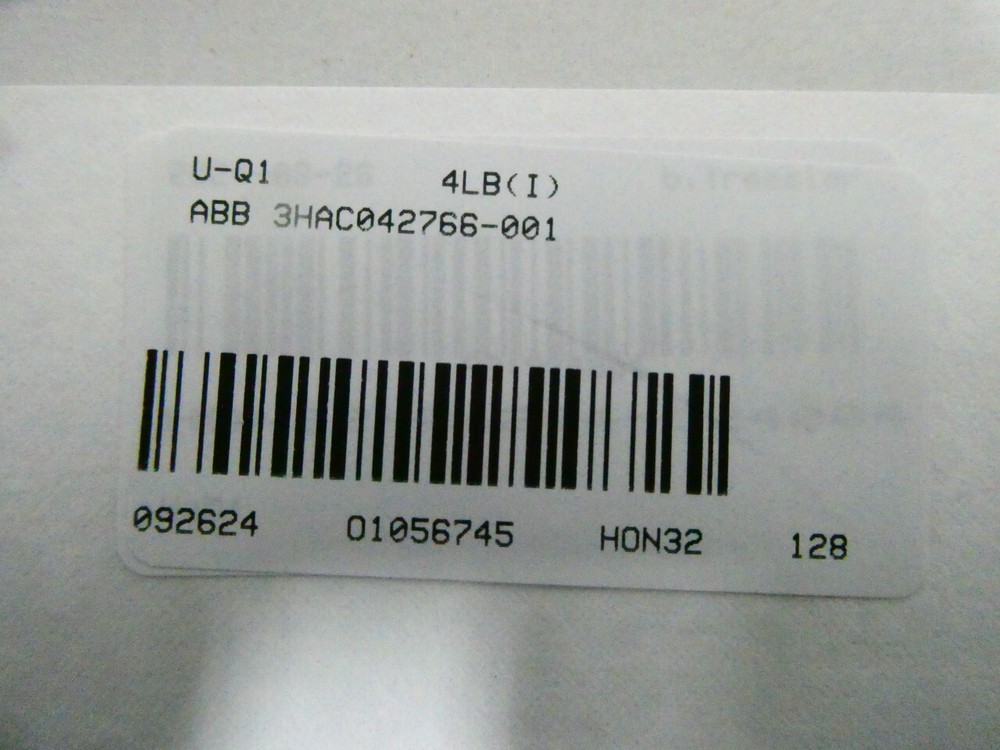 U-Q1 4LB(I)
ABB 3HAC042766-001
092624 01056745 HON32 128